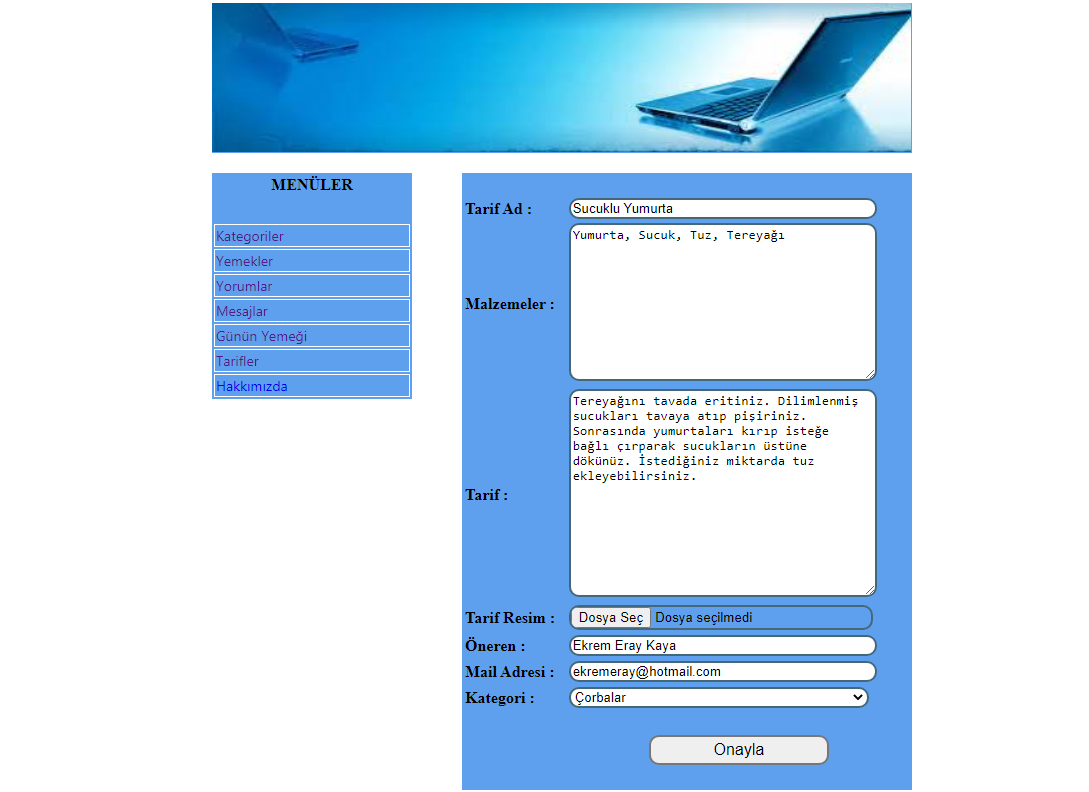 MENÜLER
Kategoriler
Yemekler
Yorumlar
Mesajlar
Günün Yemeği
Tarifler
Hakkımızda
Tarif Ad : Sucuklu Yumurta
Malzemeler : Yumurta, Sucuk, Tuz, Tereyağı
Tarif :
Tereyağını tavada eritiniz. Dilimlenmiş
sucukları tavaya atıp pişiriniz.
Sonrasında yumurtaları kırıp isteğe
bağlı çırparak sucukların üstüne
dökünüz. İstediğiniz miktarda tuz
ekleyebilirsiniz.
Tarif Resim : Dosya Seç Dosya seçilmedi
Öneren : Ekrem Eray Kaya
Mail Adresi : ekremeray@hotmail.com
Kategori : Çorbalar
Onayla